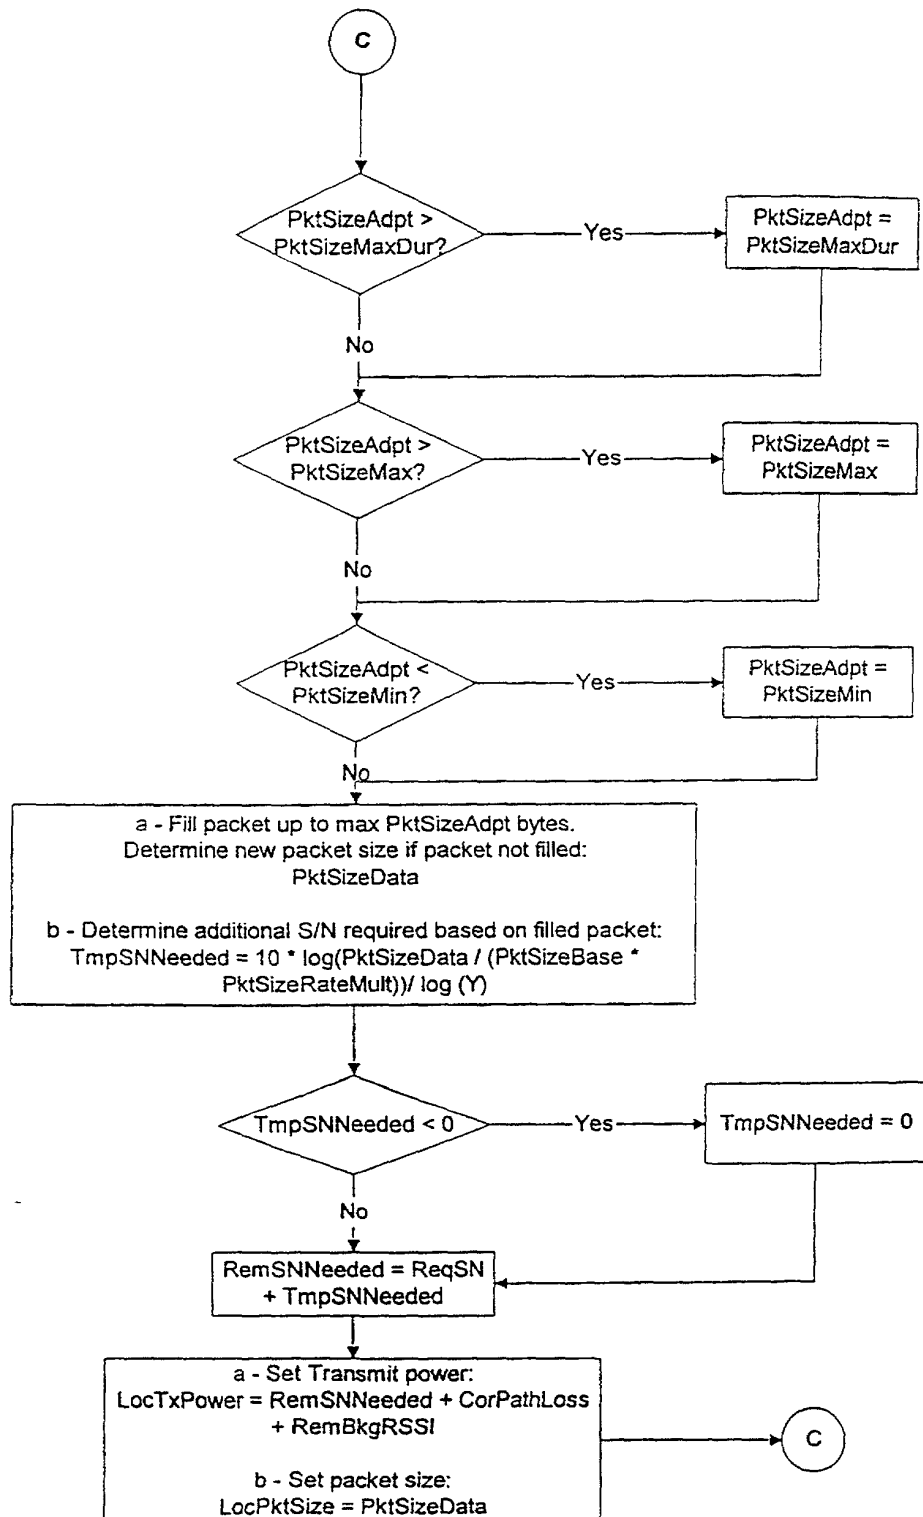 C
PktSizeAdpt >
PktSizeMaxDur?
Yes
PktSizeAdpt =
PktSizeMaxDur
No
PktSizeAdpt >
PktSizeMax?
Yes
PktSizeAdpt =
PktSizeMax
No
PktSizeAdpt <
PktSizeMin?
Yes
PktSizeAdpt =
PktSizeMin
No
a - Fill packet up to max PktSizeAdpt bytes.
Determine new packet size if packet not filled:
PktSizeData
b - Determine additional S/N required based on filled packet:
TmpSNNeeded = 10 * log(PktSizeData / (PktSizeBase *
PktSizeRateMult))/ log (Y)
TmpSNNeeded < 0
Yes
TmpSNNeeded = 0
No
RemSNNeeded = ReqSN
+ TmpSNNeeded
a - Set Transmit power:
LocTxPower = RemSNNeeded + CorPathLoss
+ RemBkgRSSI
b - Set packet size:
LocPktSize = PktSizeData
C